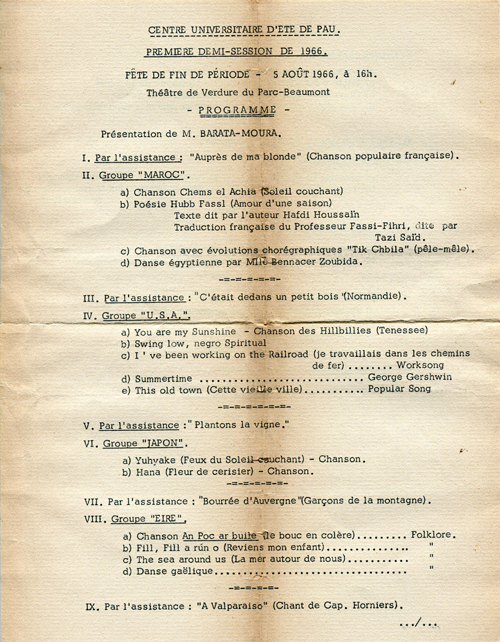 CENTRE UNIVERSITAIRE D'ETE DE PAU.
PREMIERE DEMI-SESSION DE 1966.
FÊTE DE FIN DE PÉRIODE - 5 AOÛT 1966, à 16h.
Théâtre de Verdure du Parc-Beaumont
- PROGRAMME -
Présentation de M. BARATA-MOURA.
I. Par l'assistance : "Auprès de ma blonde" (Chanson populaire française).
II. Groupe "MAROC".
a) Chanson Chems el Achia (Soleil couchant)
b) Poésie Hubb Fassl (Amour d'une saison)
Texte dit par l'auteur Hafdi Houssaïn
Traduction française du Professeur Fassi-Fihri, dite par
Tazi Saïd.
c) Chanson avec évolutions chorégraphiques "Tik Chbila" (pêle-mêle).
d) Danse égyptienne par Mlle Bennacer Zoubida.
-=-=-=-=-=-
III. Par l'assistance : "C'était dedans un petit bois "(Normandie).
IV. Groupe "U.S.A.".
a) You are my Sunshine - Chanson des Hillbillies (Tenessee)
b) Swing low, negro Spiritual
c) I ' ve been working on the Railroad (je travaillais dans les chemins
de fer) ........ Worksong
d) Summertime ................................ George Gershwin
e) This old town (Cette vieille ville)........... Popular Song
-=-=-=-=-=-=-
V. Par l'assistance : "Plantons la vigne."
VI. Groupe "JAPON".
a) Yuhyake (Feux du Soleil couchant) - Chanson.
b) Hana (Fleur de cerisier) - Chanson.
-=-=-=-=-=-
VII. Par l'assistance : "Bourrée d'Auvergne"(Garçons de la montagne).
VIII. Groupe "EIRE".
a) Chanson An Poc ar buile (le bouc en colère)......... Folklore.
b) Fill, Fill a rún o (Reviens mon enfant)................ "
c) The sea around us (La mer autour de nous)........... "
d) Danse gaëlique..................................... "
-=-=-=-=-=-=-
IX. Par l'assistance : "A Valparaiso" (Chant de Cap. Horniers).
.../...